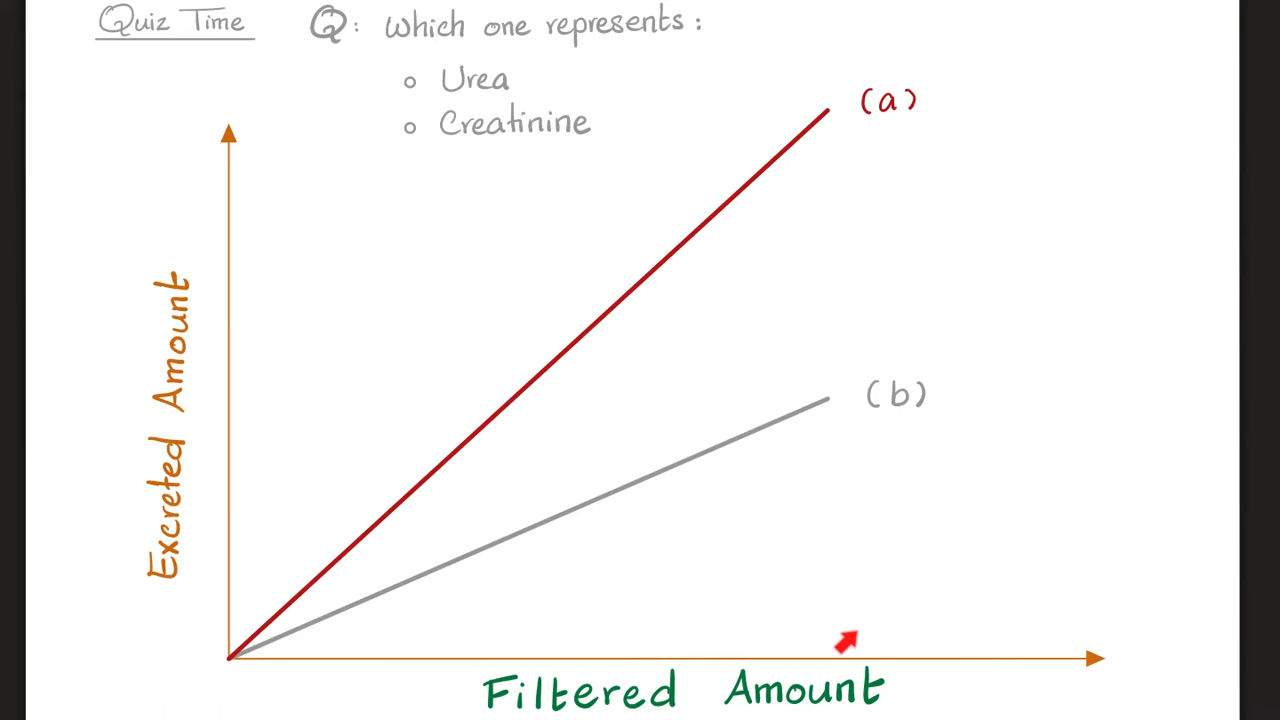 Quiz Time
Q: Which one represents:
o Urea
o Creatinine
(a)
(b)
Excreted Amount
Filtered Amount